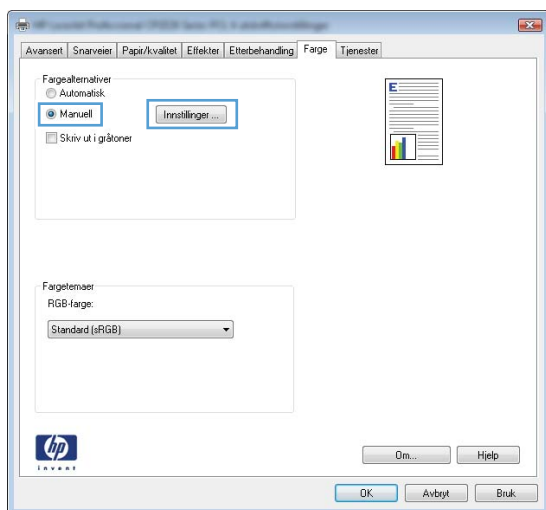 Avansert Snarveier Papir/kvalitet Effekter Etterbehandling Farge Tjenester
Fargealternativer
Automatisk
Manuell Innstillinger ...
Skriv ut i gråtoner
E
Fargetemaer
RGB-farge:
Standard (sRGB)
hp
invent
Om... Hjelp
OK Avbryt Bruk